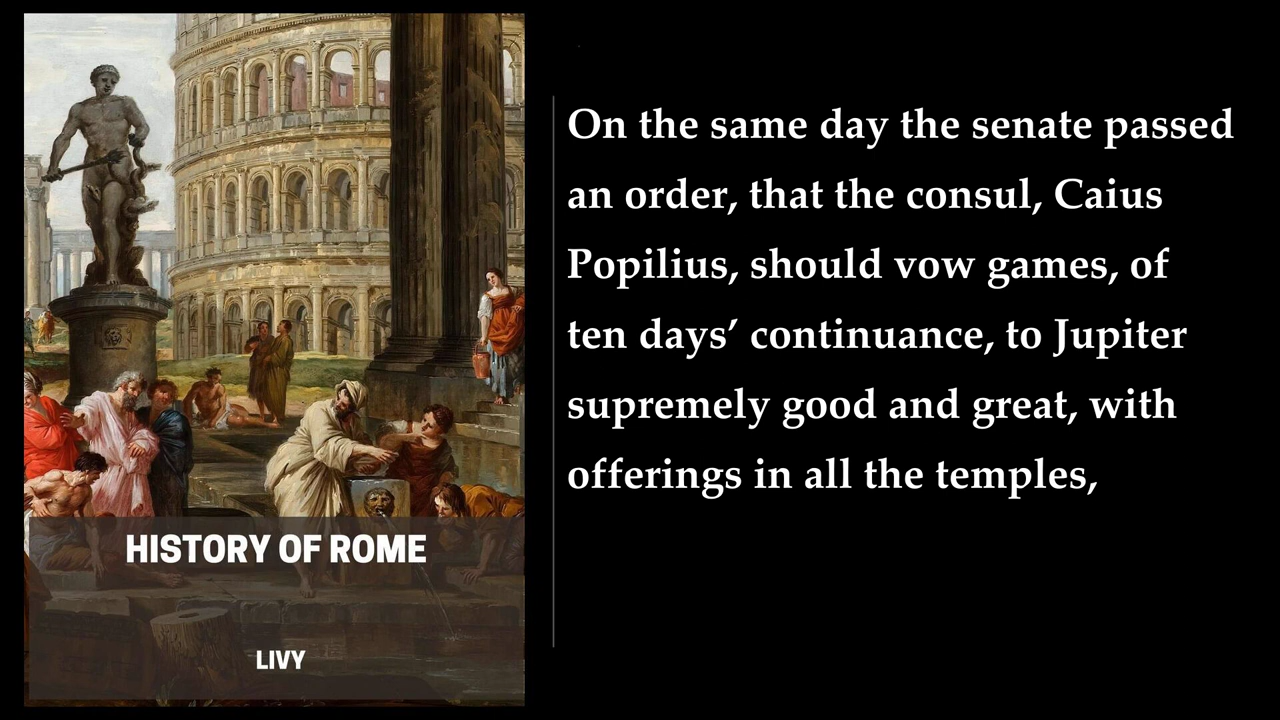 HISTORY OF ROME
LIVY
On the same day the senate passed
an order, that the consul, Caius
Popilius, should vow games, of
ten days’ continuance, to Jupiter
supremely good and great, with
offerings in all the temples,